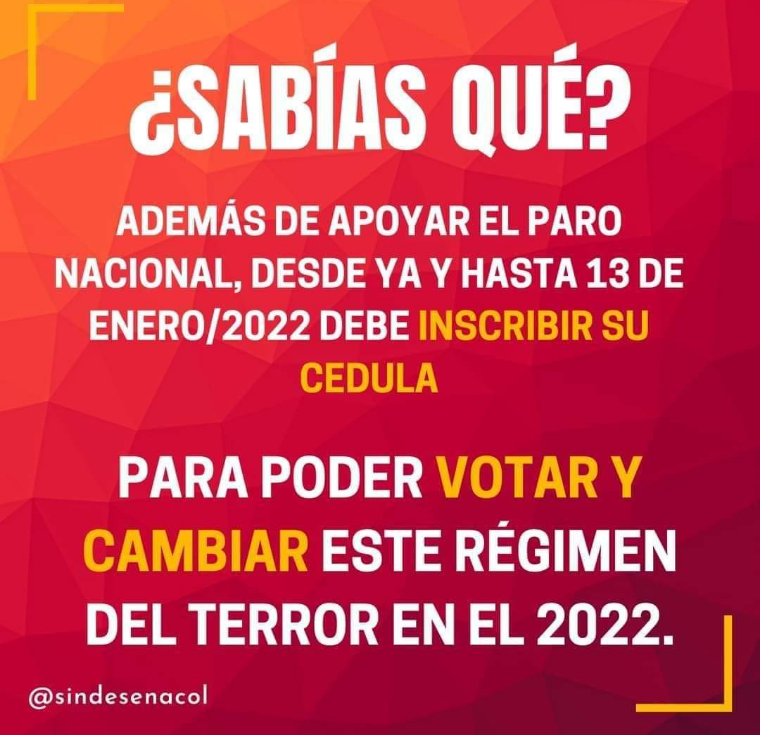 ¿SABÍAS QUÉ?
ADEMÁS DE APOYAR EL PARO
NACIONAL, DESDE YA Y HASTA 13 DE
ENERO/2022 DEBE INSCRIBIR SU
CEDULA
PARA PODER VOTAR Y
CAMBIAR ESTE RÉGIMEN
DEL TERROR EN EL 2022.
@sindesenacol